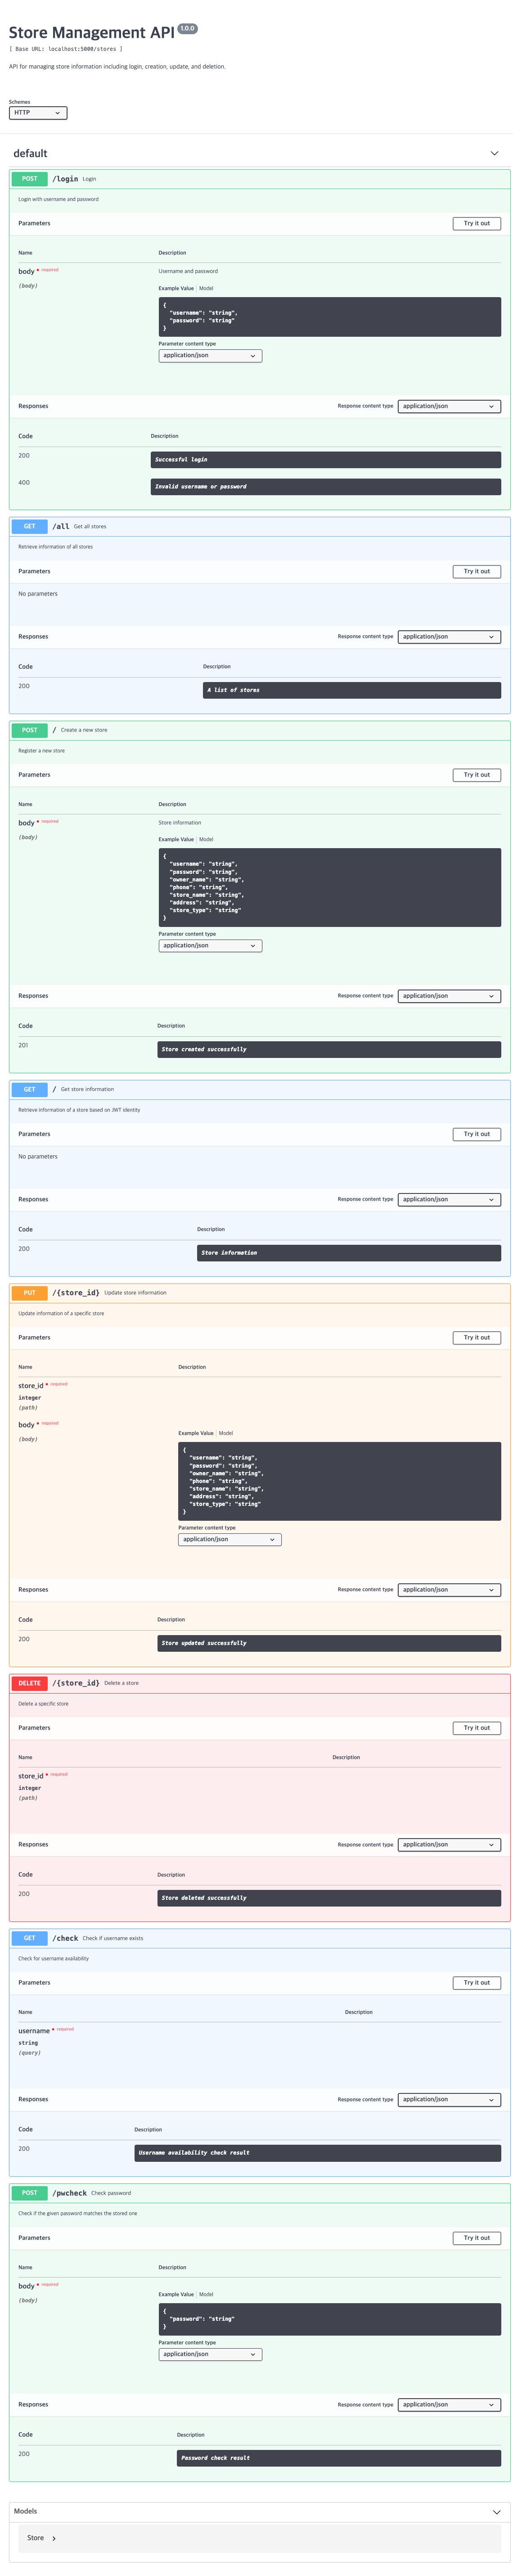 Store Management API 1.0.0
[ Base URL: localhost:5000/stores ]
API for managing store information including login, creation, update, and deletion.
Schemes
HTTP
default
POST /login Login
Login with username and password
Parameters Try it out
Name Description
body * required Username and password
(body)
Example Value Model
{
"username": "string",
"password": "string"
}
Parameter content type
application/json
Responses Response content type application/json
Code Description
200 Successful login
400 Invalid username or password
GET /all Get all stores
Retrieve information of all stores
Parameters Try it out
No parameters
Responses Response content type application/json
Code Description
200 A list of stores
POST / Create a new store
Register a new store
Parameters Try it out
Name Description
body * required Store information
(body)
Example Value Model
{
"username": "string",
"password": "string",
"owner_name": "string",
"phone": "string",
"store_name": "string",
"address": "string",
"store_type": "string"
}
Parameter content type
application/json
Responses Response content type application/json
Code Description
201 Store created successfully
GET / Get store information
Retrieve information of a store based on JWT identity
Parameters Try it out
No parameters
Responses Response content type application/json
Code Description
200 Store information
PUT /{store_id} Update store information
Update information of a specific store
Parameters Try it out
Name Description
store_id * required
integer
(path)
body * required
(body)
Example Value Model
{
"username": "string",
"password": "string",
"owner_name": "string",
"phone": "string",
"store_name": "string",
"address": "string",
"store_type": "string"
}
Parameter content type
application/json
Responses Response content type application/json
Code Description
200 Store updated successfully
DELETE /{store_id} Delete a store
Delete a specific store
Parameters Try it out
Name Description
store_id * required
integer
(path)
Responses Response content type application/json
Code Description
200 Store deleted successfully
GET /check Check if username exists
Check for username availability
Parameters Try it out
Name Description
username * required
string
(query)
Responses Response content type application/json
Code Description
200 Username availability check result
POST /pwcheck Check password
Check if the given password matches the stored one
Parameters Try it out
Name Description
body * required
(body)
Example Value Model
{
"password": "string"
}
Parameter content type
application/json
Responses Response content type application/json
Code Description
200 Password check result
Models
Store